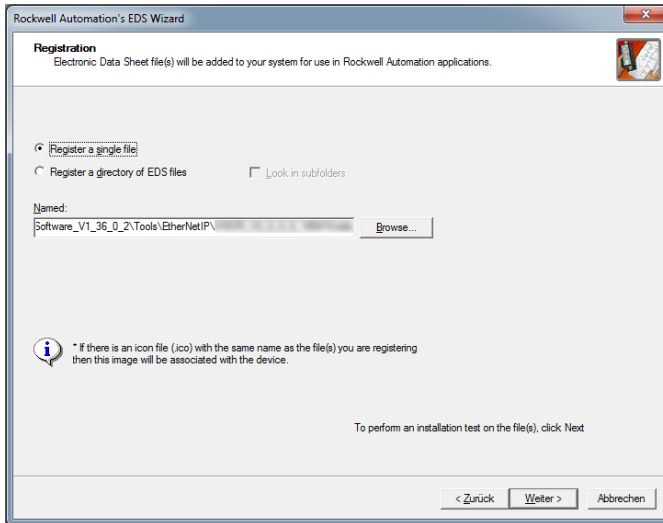 Rockwell Automation's EDS Wizard
Registration
Electronic Data Sheet file(s) will be added to your system for use in Rockwell Automation applications.
Register a single file
Register a directory of EDS files
Look in subfolders
Named:
Software_V1_36_0_2\Tools\EtherNetIP\
Browse...
* If there is an icon file (.ico) with the same name as the file(s) you are registering
then this image will be associated with the device.
To perform an installation test on the file(s), click Next
< Zurück
Weiter >
Abbrechen